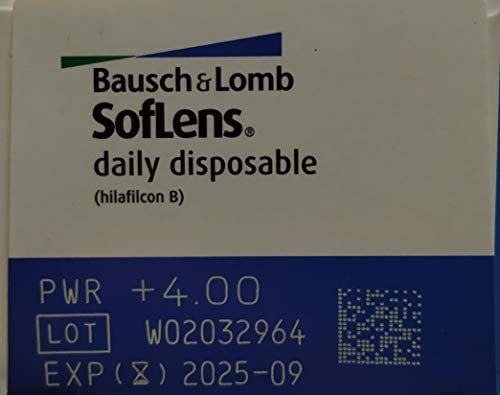 Bausch & Lomb
SofLens®
daily disposable
(hilafilcon B)
PWR +4.00
LOT W02032964
EXP (⌛) 2025-09